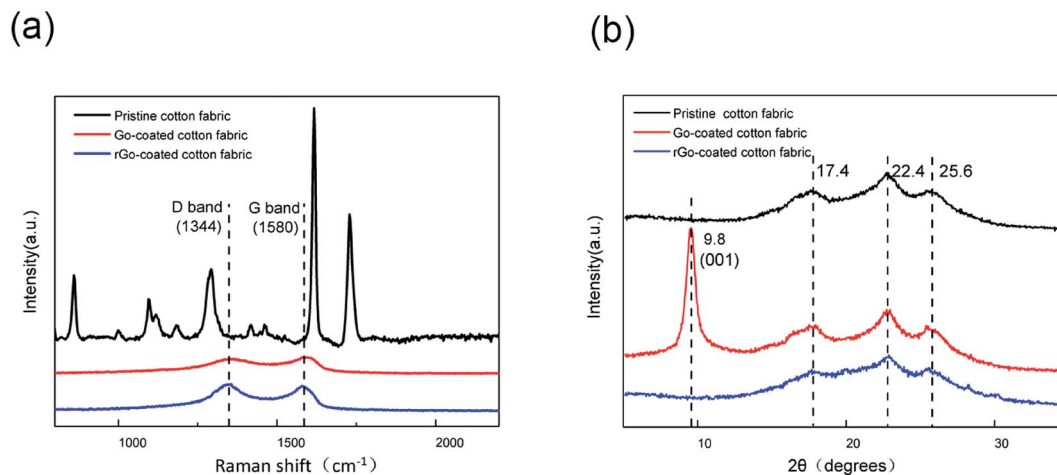 (a)
Pristine cotton fabric
Go-coated cotton fabric
rGo-coated cotton fabric
D band
(1344)
G band
(1580)
Intensity(a.u.)
1000
1500
2000
Raman shift（cm⁻¹）
(b)
Pristine cotton fabric
Go-coated cotton fabric
rGo-coated cotton fabric
17.4
22.4
25.6
9.8
(001)
Intensity(a.u.)
10
20
30
2θ（degrees）